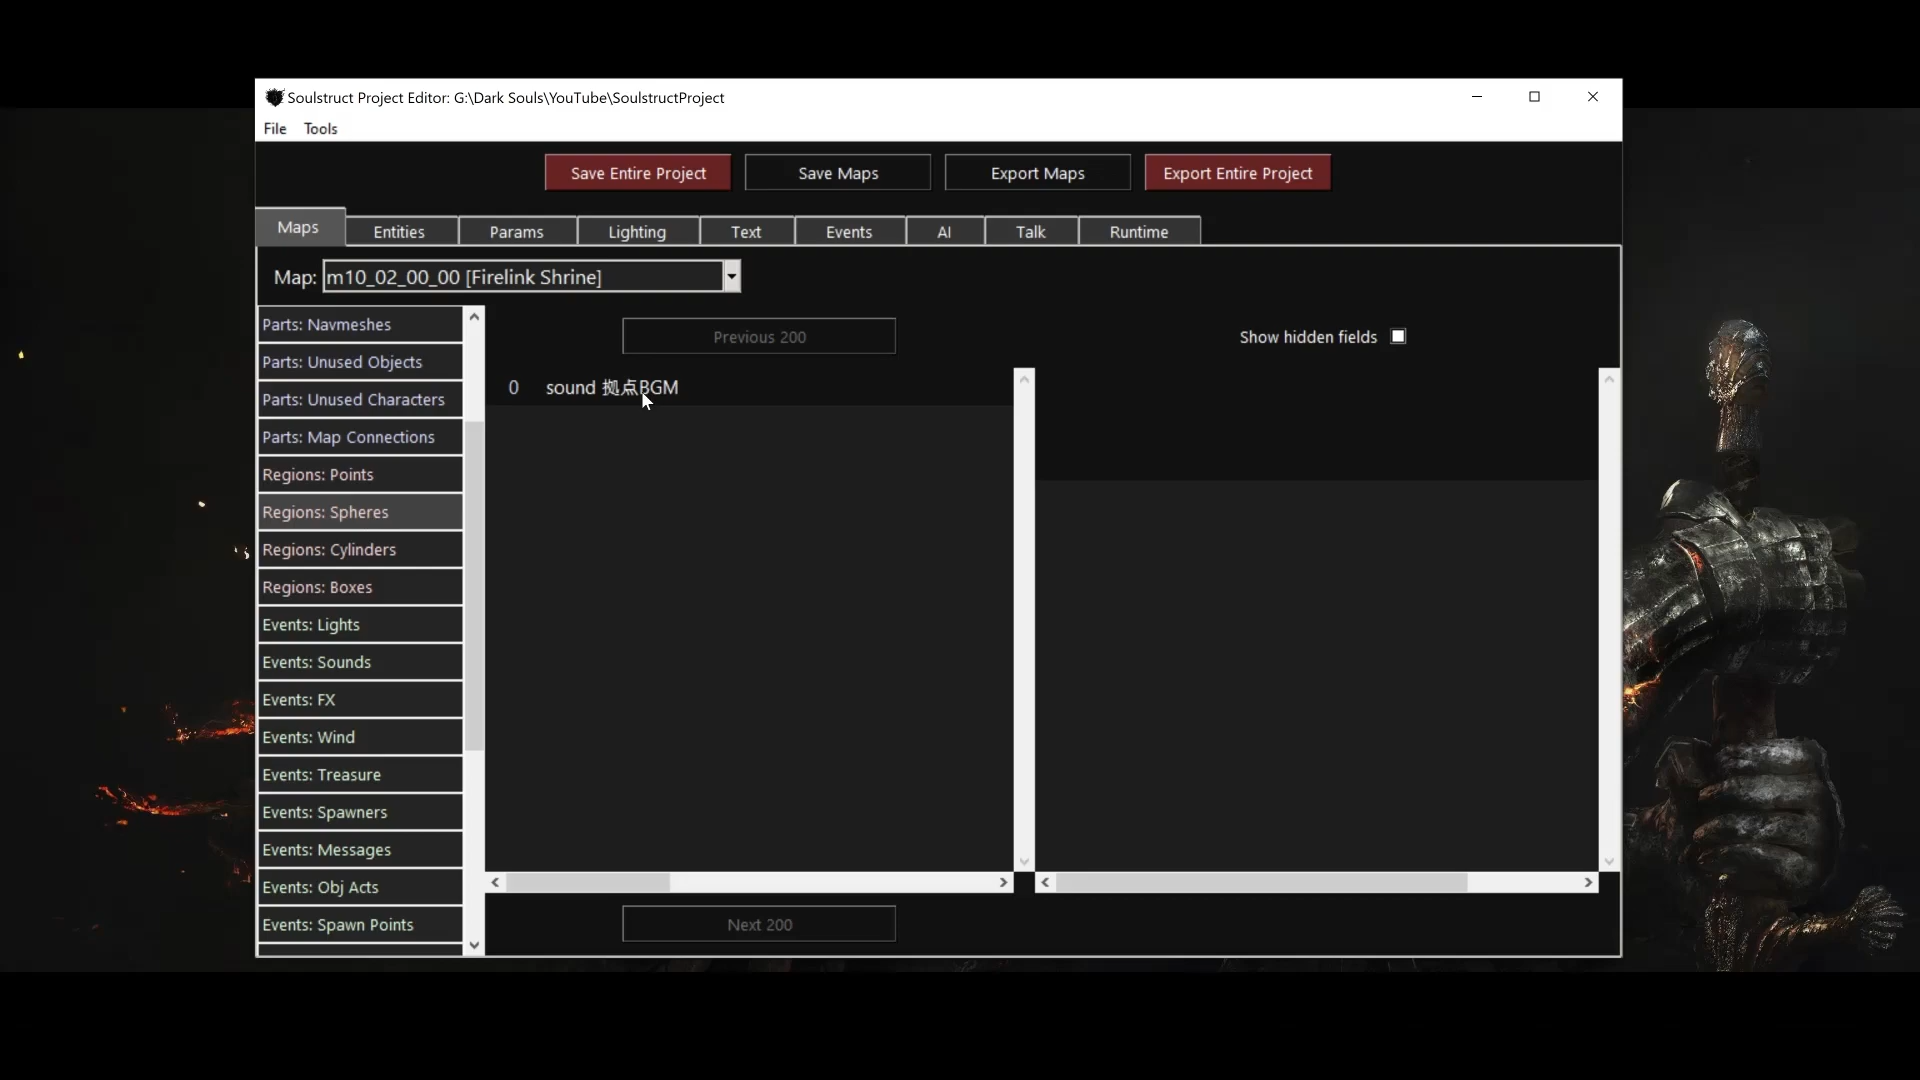 Soulstruct Project Editor: G:\Dark Souls\YouTube\SoulstructProject
File Tools
Save Entire Project Save Maps Export Maps Export Entire Project
Maps Entities Params Lighting Text Events AI Talk Runtime
Map: m10_02_00_00 [Firelink Shrine]
Parts: Navmeshes
Parts: Unused Objects
Parts: Unused Characters
Parts: Map Connections
Regions: Points
Regions: Spheres
Regions: Cylinders
Regions: Boxes
Events: Lights
Events: Sounds
Events: FX
Events: Wind
Events: Treasure
Events: Spawners
Events: Messages
Events: Obj Acts
Events: Spawn Points
Previous 200
0 sound 拠点BGM
Next 200
Show hidden fields